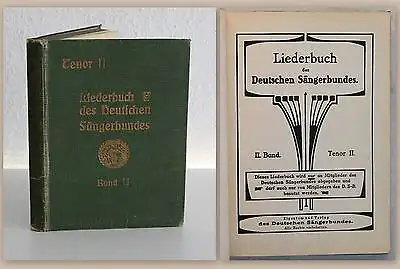 Tenor II
Liederbuch
des Deutschen
Sängerbundes
Band II
Liederbuch
des
Deutschen Sängerbundes.
II. Band.
Tenor II.
Dieses Liederbuch wird nur an Mitglieder des
Deutschen Sängerbundes abgegeben und
darf auch nur von Mitgliedern des D. S-B.
benutzt werden.
Eigentum und Verlag
des Deutschen Sängerbundes.
Alle Rechte vorbehalten.